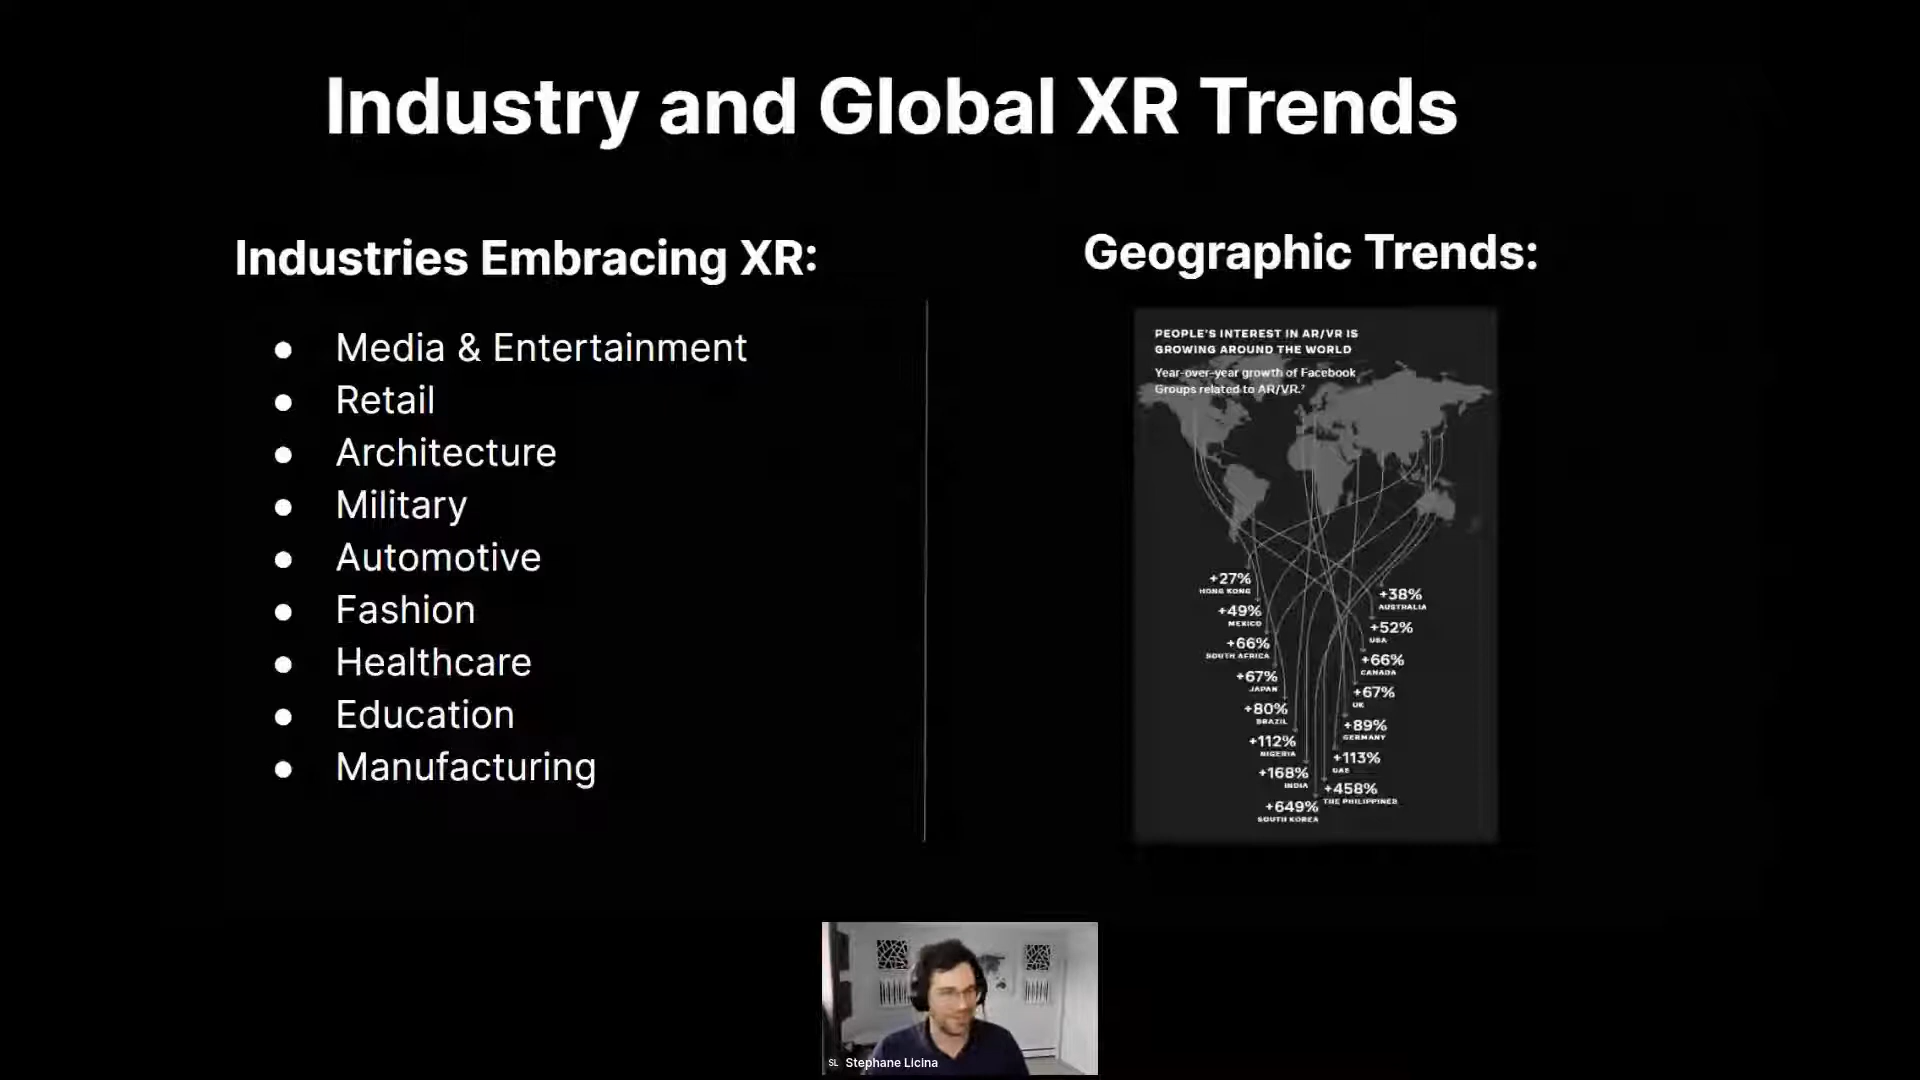 Industry and Global XR Trends
Industries Embracing XR:
● Media & Entertainment
● Retail
● Architecture
● Military
● Automotive
● Fashion
● Healthcare
● Education
● Manufacturing
Geographic Trends:
PEOPLE'S INTEREST IN AR/VR IS
GROWING AROUND THE WORLD
Year-over-year growth of Facebook
Groups related to AR/VR.⁷
+27%
HONG KONG
+49%
MEXICO
+66%
SOUTH AFRICA
+67%
JAPAN
+80%
BRAZIL
+112%
NIGERIA
+168%
INDIA
+649%
SOUTH KOREA
+38%
AUSTRALIA
+52%
USA
+66%
CANADA
+67%
UK
+89%
GERMANY
+113%
UAE
+458%
THE PHILIPPINES
SL Stephane Licina